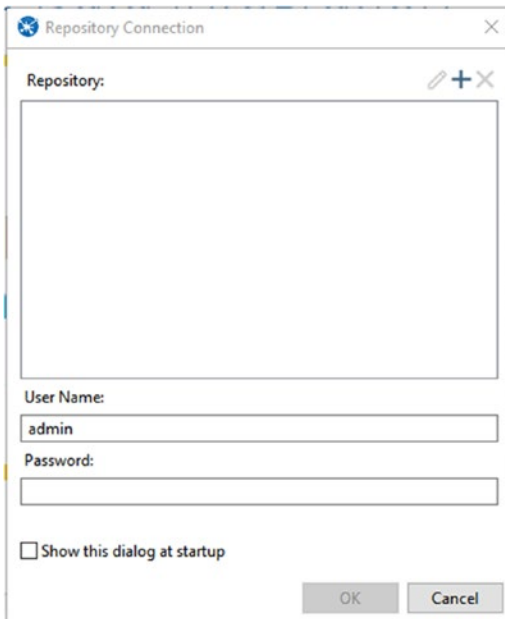 Repository Connection
Repository:
User Name:
admin
Password:
Show this dialog at startup
OK
Cancel